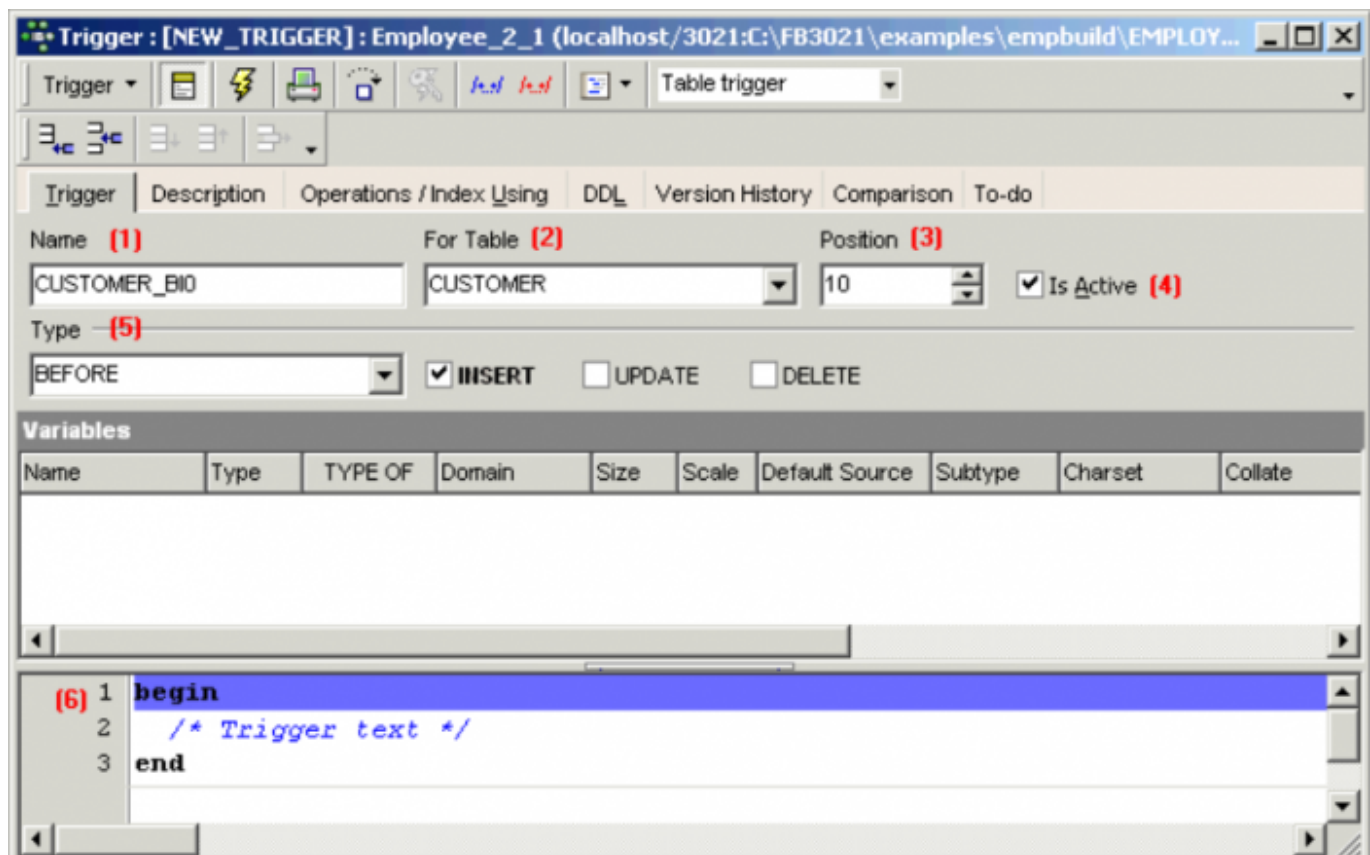 Trigger : [NEW_TRIGGER] : Employee_2_1 (localhost/3021:C:\FB3021\examples\empbuild\EMPLOY...
Trigger /*..*/ /*..*/ Table trigger
Trigger Description Operations / Index Using DDL Version History Comparison To-do
Name (1) For Table (2) Position (3)
CUSTOMER_BI0 CUSTOMER 10 Is Active (4)
Type (5)
BEFORE INSERT UPDATE DELETE
Variables
Name Type TYPE OF Domain Size Scale Default Source Subtype Charset Collate
(6) 1 begin
2 /* Trigger text */
3 end